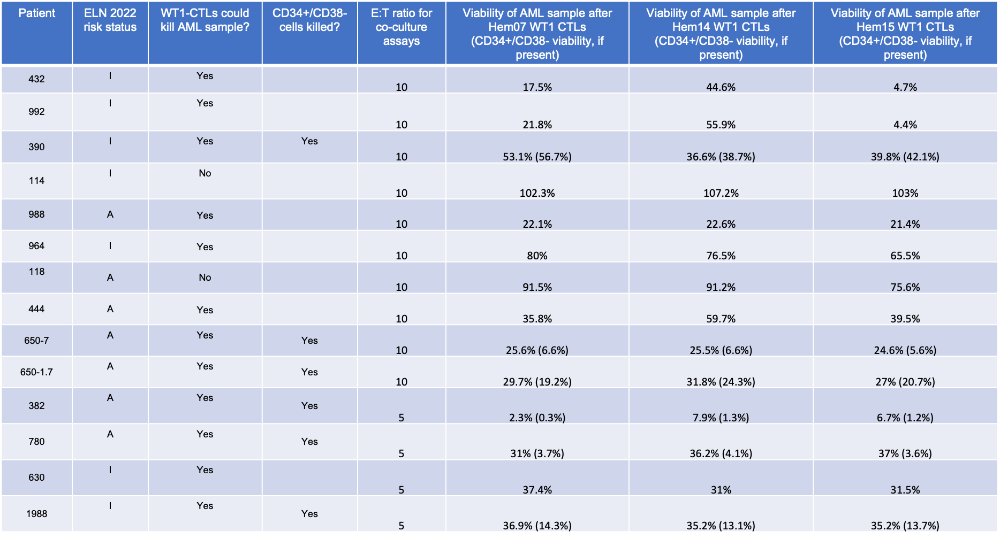 Patient ELN 2022 WT1-CTLs could CD34+/CD38- E:T ratio for Viability of AML sample after Viability of AML sample after Viability of AML sample after
risk status kill AML sample? cells killed? co-culture Hem07 WT1 CTLs Hem14 WT1 CTLs Hem15 WT1 CTLs
assays (CD34+/CD38- viability, if (CD34+/CD38- viability, if (CD34+/CD38- viability, if
present) present) present)
432 I Yes 10 17.5% 44.6% 4.7%
992 I Yes 10 21.8% 55.9% 4.4%
390 I Yes Yes 10 53.1% (56.7%) 36.6% (38.7%) 39.8% (42.1%)
114 I No 10 102.3% 107.2% 103%
988 A Yes 10 22.1% 22.6% 21.4%
964 I Yes 10 80% 76.5% 65.5%
118 A No 10 91.5% 91.2% 75.6%
444 A Yes 10 35.8% 59.7% 39.5%
650-7 A Yes Yes 10 25.6% (6.6%) 25.5% (6.6%) 24.6% (5.6%)
650-1.7 A Yes Yes 10 29.7% (19.2%) 31.8% (24.3%) 27% (20.7%)
382 A Yes Yes 5 2.3% (0.3%) 7.9% (1.3%) 6.7% (1.2%)
780 A Yes Yes 5 31% (3.7%) 36.2% (4.1%) 37% (3.6%)
630 I Yes 5 37.4% 31% 31.5%
1988 I Yes Yes 5 36.9% (14.3%) 35.2% (13.1%) 35.2% (13.7%)